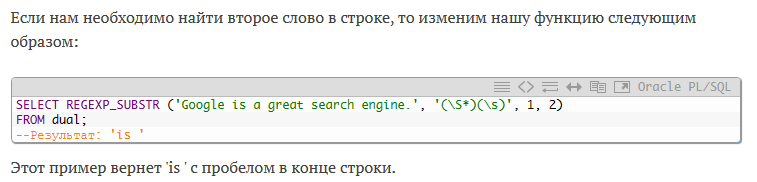 Если нам необходимо найти второе слово в строке, то изменим нашу функцию следующим
образом:
Oracle PL/SQL
SELECT REGEXP_SUBSTR ('Google is a great search engine.', '(\S*)(\s)', 1, 2)
FROM dual;
--Результат: 'is '
Этот пример вернет 'is ' с пробелом в конце строки.